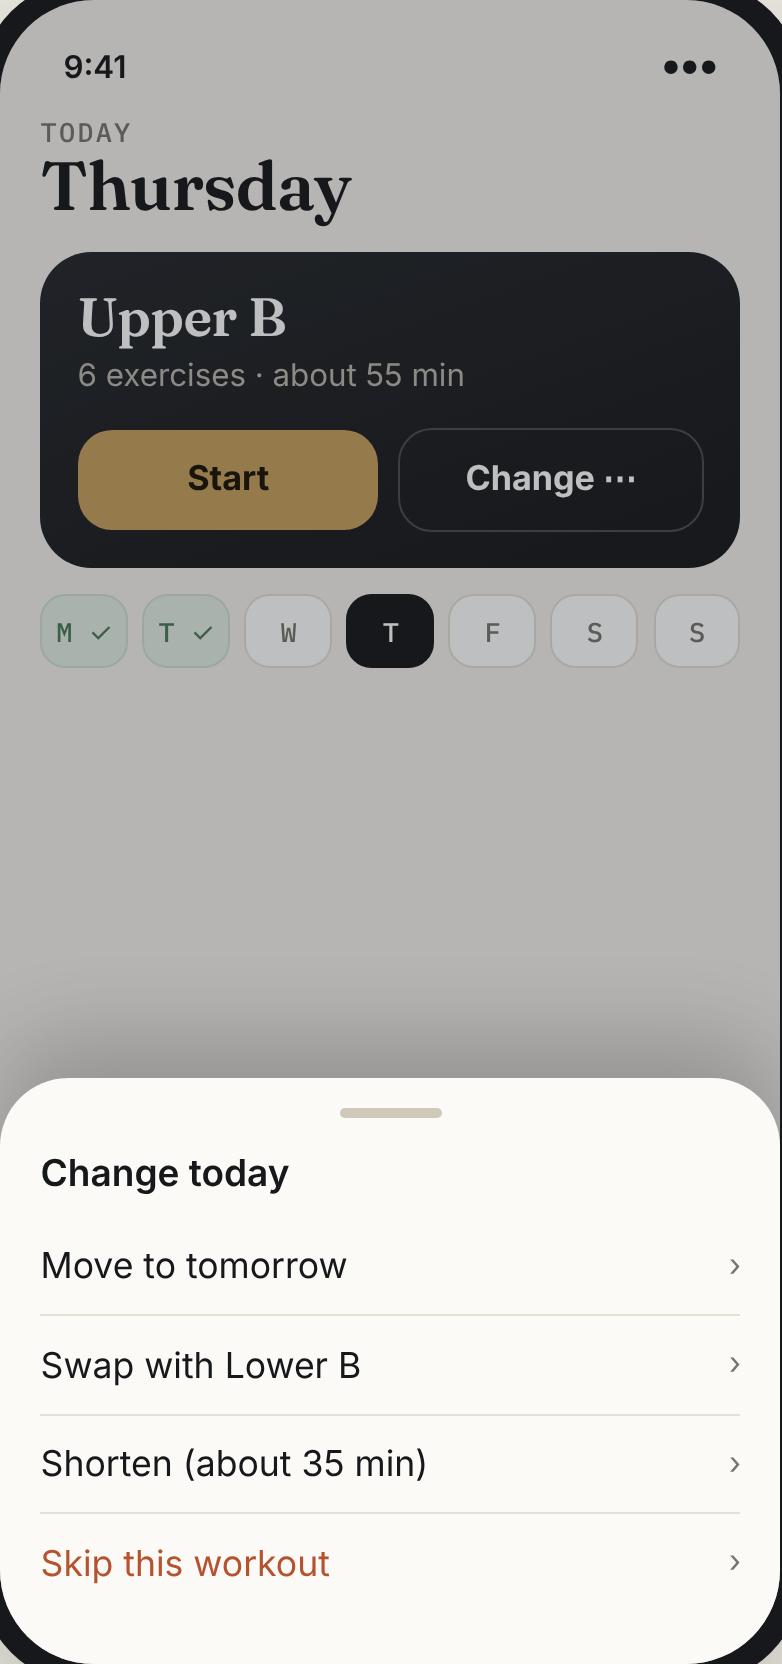 9:41
TODAY
Thursday
Upper B
6 exercises · about 55 min
Start Change ···
M ✓ T ✓ W T F S S
Change today
Move to tomorrow ›
Swap with Lower B ›
Shorten (about 35 min) ›
Skip this workout ›